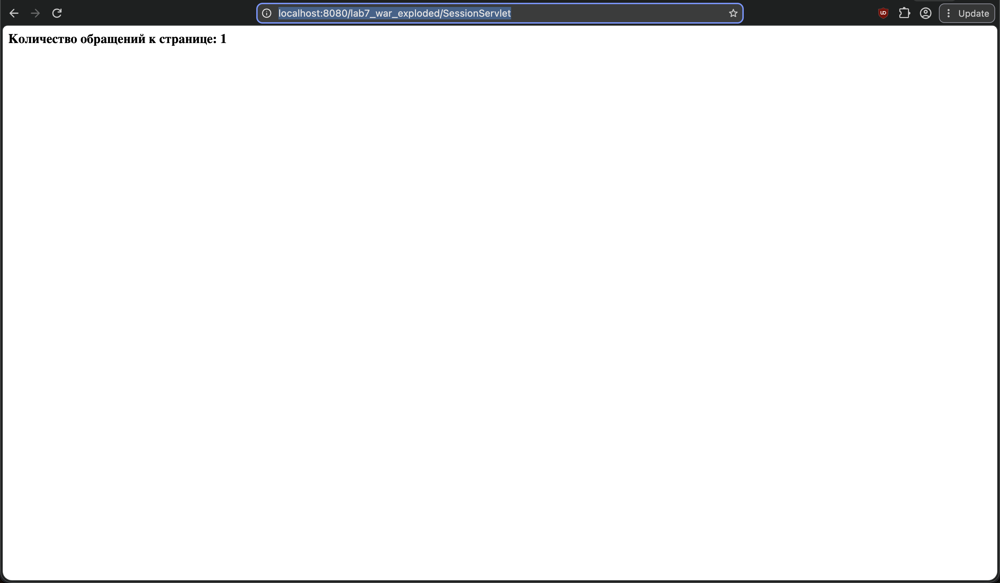 localhost:8080/lab7_war_exploded/SessionServlet
Update
Количество обращений к странице: 1